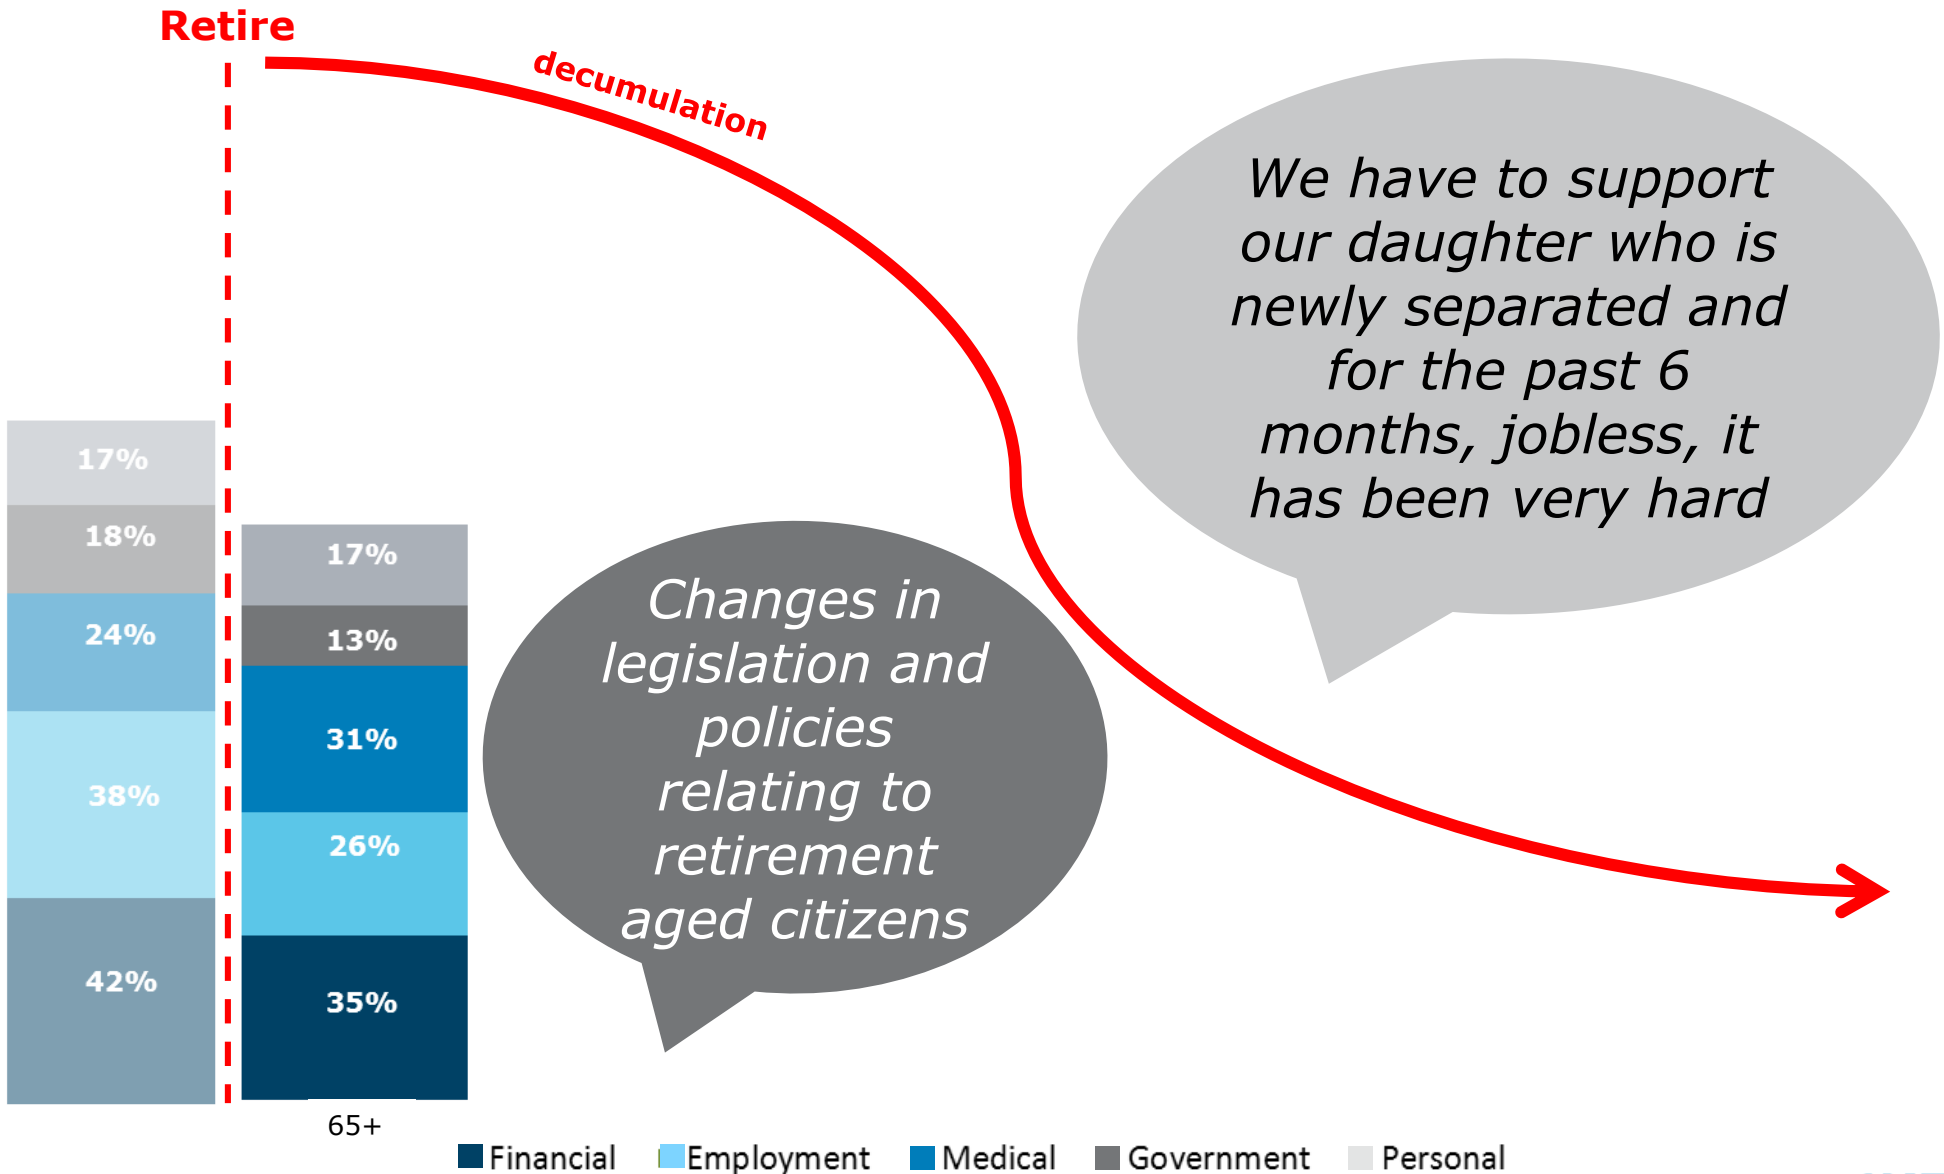 Retire
decumulation
We have to support
our daughter who is
newly separated and
for the past 6
months, jobless, it
has been very hard
17%
18%
24%
38%
42%
17%
13%
31%
26%
35%
Changes in
legislation and
policies
relating to
retirement
aged citizens
65+
Financial Employment Medical Government Personal